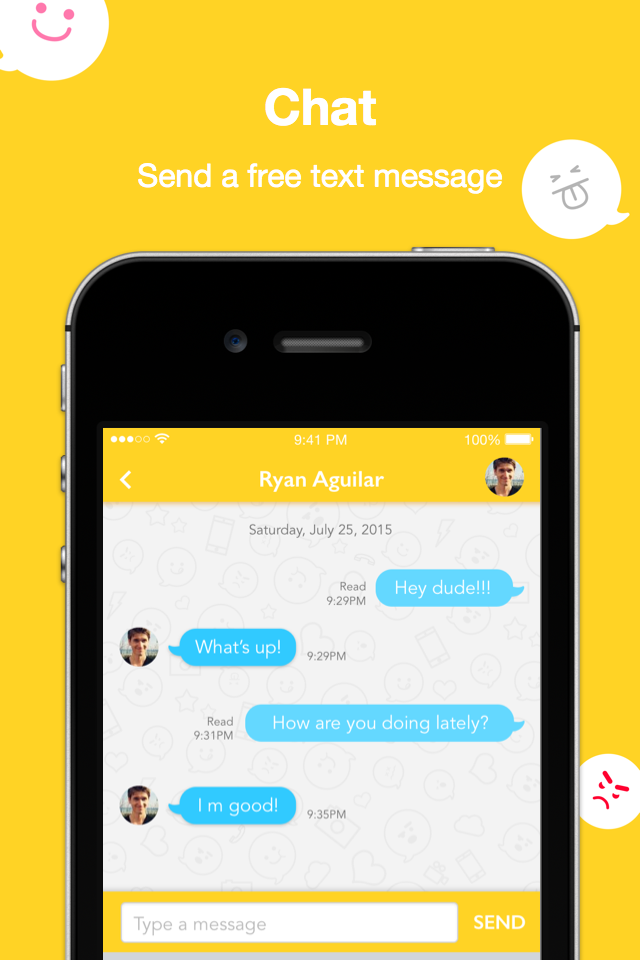 Chat
Send a free text message
9:41 PM
100%
Ryan Aguilar
Saturday, July 25, 2015
Read
9:29PM
Hey dude!!!
What's up!
9:29PM
Read
9:31PM
How are you doing lately?
I m good!
9:35PM
Type a message
SEND